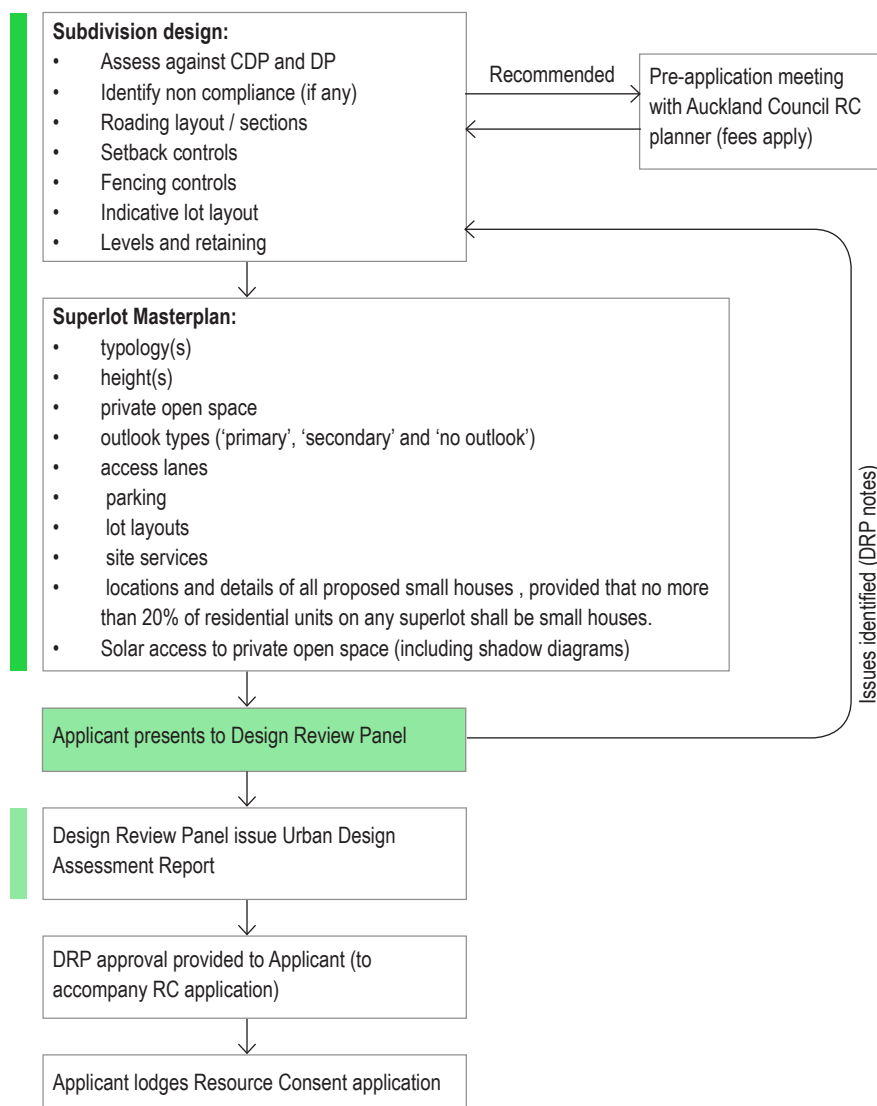 Subdivision design:
• Assess against CDP and DP
• Identify non compliance (if any)
• Roading layout / sections
• Setback controls
• Fencing controls
• Indicative lot layout
• Levels and retaining
Recommended
Pre-application meeting
with Auckland Council RC
planner (fees apply)
Superlot Masterplan:
• typology(s)
• height(s)
• private open space
• outlook types (‘primary’, ‘secondary’ and ‘no outlook’)
• access lanes
• parking
• lot layouts
• site services
• locations and details of all proposed small houses , provided that no more
than 20% of residential units on any superlot shall be small houses.
• Solar access to private open space (including shadow diagrams)
Issues identified (DRP notes)
Applicant presents to Design Review Panel
Design Review Panel issue Urban Design
Assessment Report
DRP approval provided to Applicant (to
accompany RC application)
Applicant lodges Resource Consent application